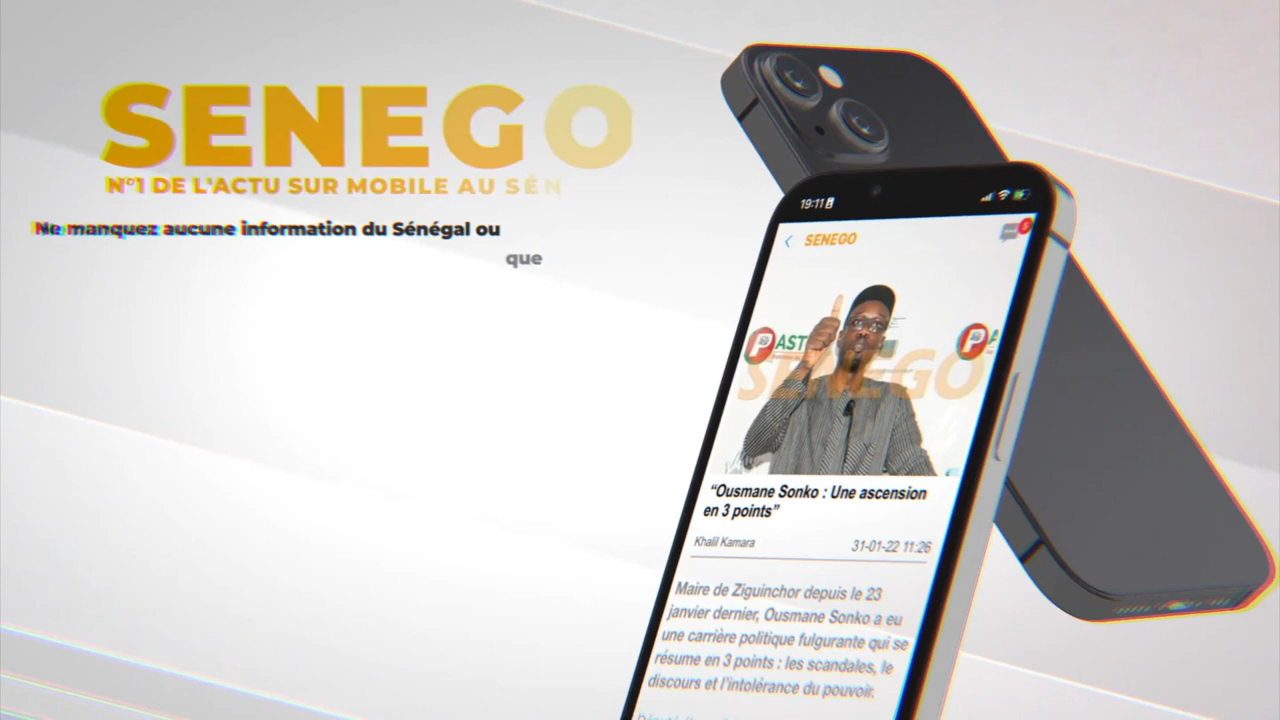 SENEGO
N°1 DE L'ACTU SUR MOBILE AU SÉN
Ne manquez aucune information du Sénégal ou
que
19:11
SENEGO
PAST
SENEGO
“Ousmane Sonko : Une ascension
en 3 points”
Khalil Kamara
31-01-22 11:26
Maire de Ziguinchor depuis le 23
janvier dernier, Ousmane Sonko a eu
une carrière politique fulgurante qui se
résume en 3 points : les scandales, le
discours et l'intolérance du pouvoir.